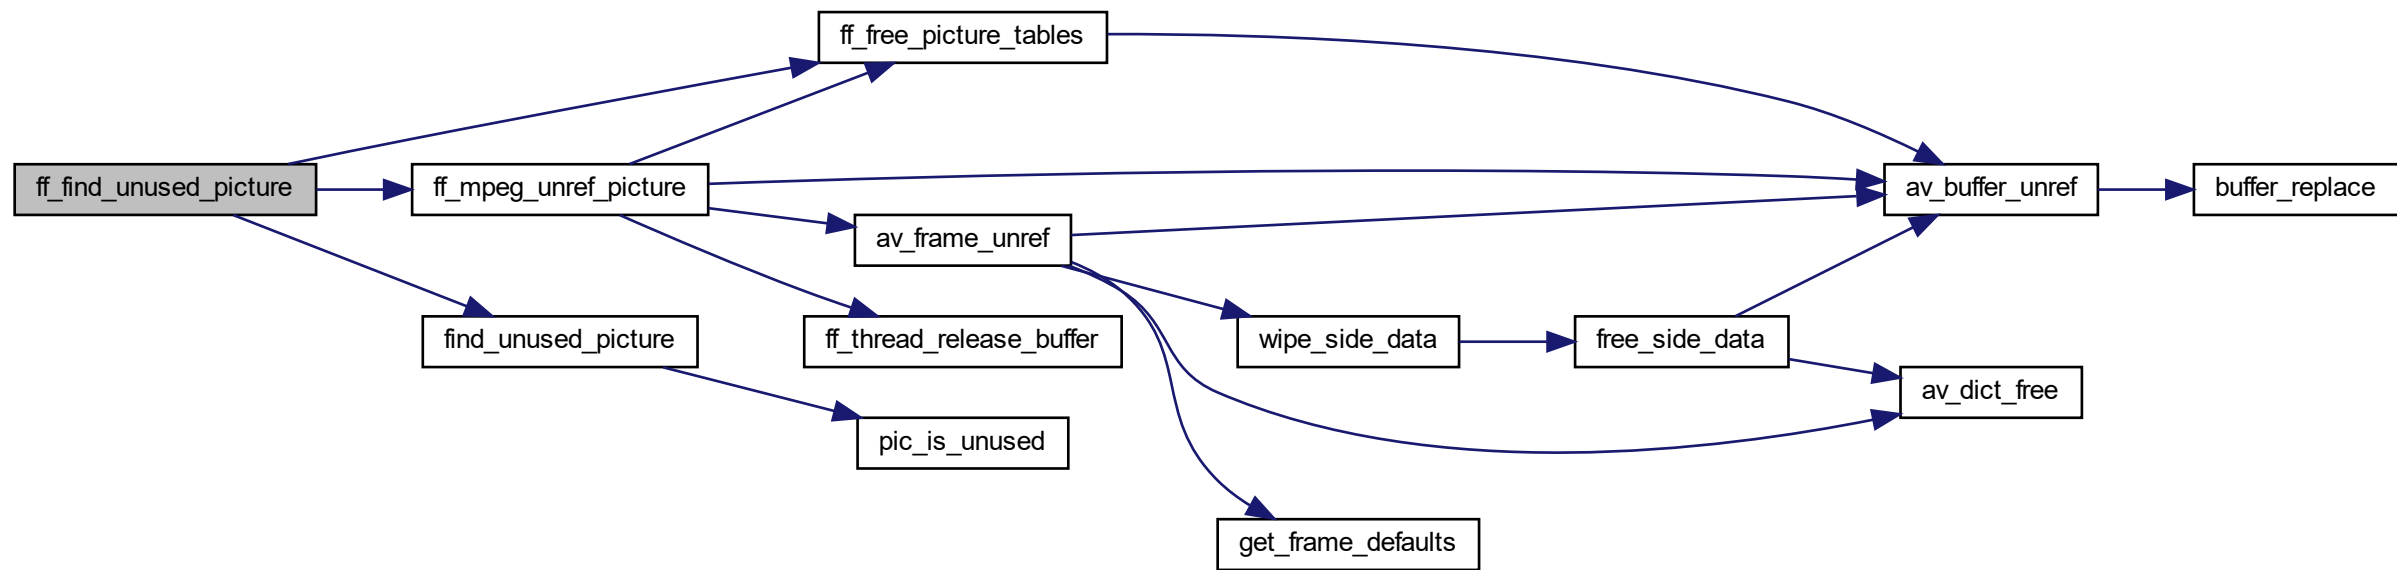 ff_free_picture_tables
ff_find_unused_picture
ff_mpeg_unref_picture
av_buffer_unref
buffer_replace
av_frame_unref
find_unused_picture
ff_thread_release_buffer
wipe_side_data
free_side_data
av_dict_free
pic_is_unused
get_frame_defaults